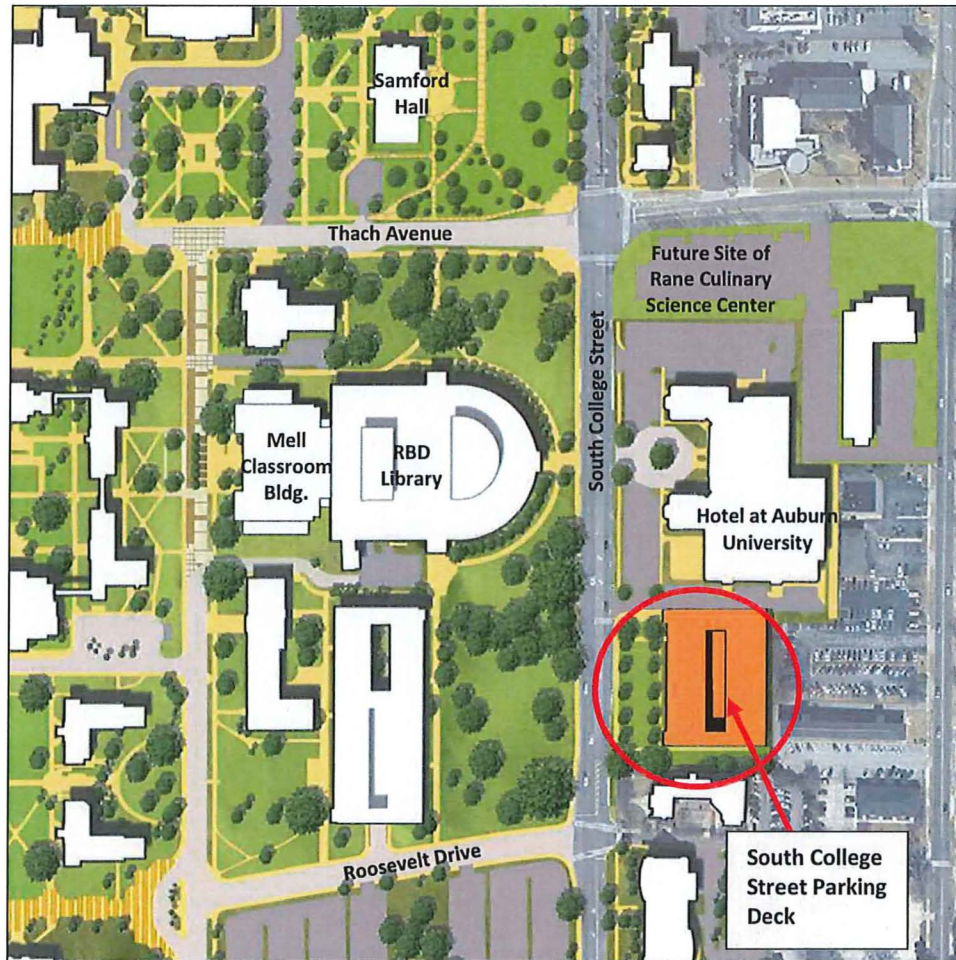 Samford
Hall
Thach Avenue
Future Site of
Rane Culinary
Science Center
South College Street
Mell
Classroom
Bldg.
RBD
Library
Hotel at Auburn
University
Roosevelt Drive
South College
Street Parking
Deck